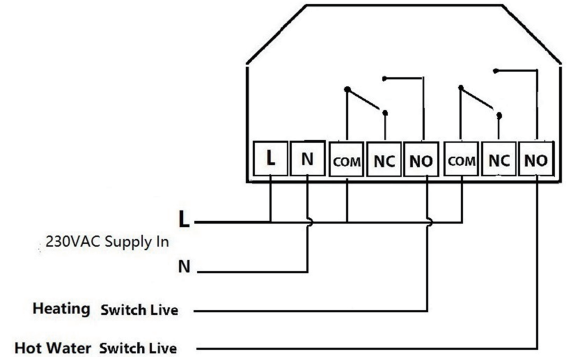 L N COM NC NO COM NC NO
L
230VAC Supply In
N
Heating Switch Live
Hot Water Switch Live